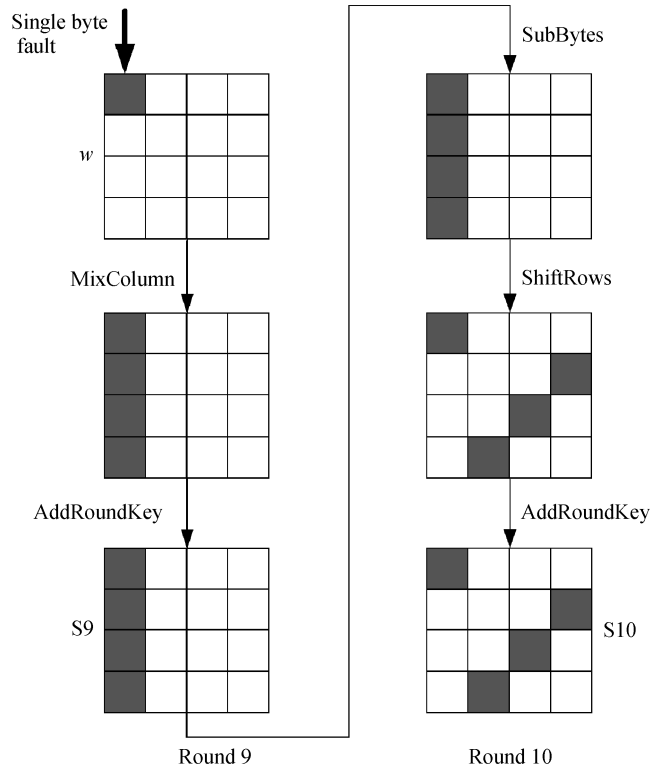 Single byte
fault
w
MixColumn
AddRoundKey
S9
Round 9
SubBytes
ShiftRows
AddRoundKey
S10
Round 10